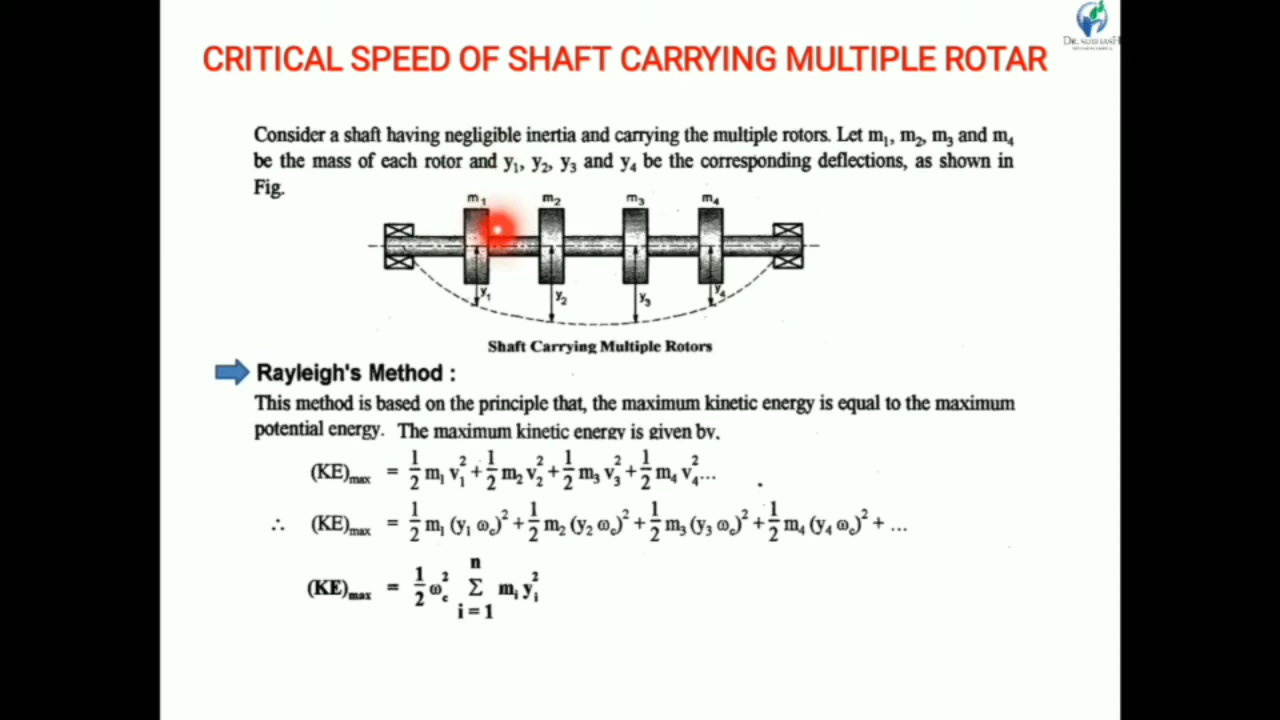 CRITICAL SPEED OF SHAFT CARRYING MULTIPLE ROTAR
Consider a shaft having negligible inertia and carrying the multiple rotors. Let m₁, m₂, m₃ and m₄
be the mass of each rotor and y₁, y₂, y₃ and y₄ be the corresponding deflections, as shown in
Fig.
m₁ m₂ m₃ m₄
y₁ y₂ y₃ y₄
Shaft Carrying Multiple Rotors
Rayleigh's Method :
This method is based on the principle that, the maximum kinetic energy is equal to the maximum
potential energy. The maximum kinetic energy is given by.
(KE)max = 1/2 m₁ v₁² + 1/2 m₂ v₂² + 1/2 m₃ v₃² + 1/2 m₄ v₄²...
∴ (KE)max = 1/2 m₁ (y₁ ωc)² + 1/2 m₂ (y₂ ωc)² + 1/2 m₃ (y₃ ωc)² + 1/2 m₄ (y₄ ωc)² + ...
(KE)max = 1/2 ωc² n Σ i = 1 mᵢ yᵢ²